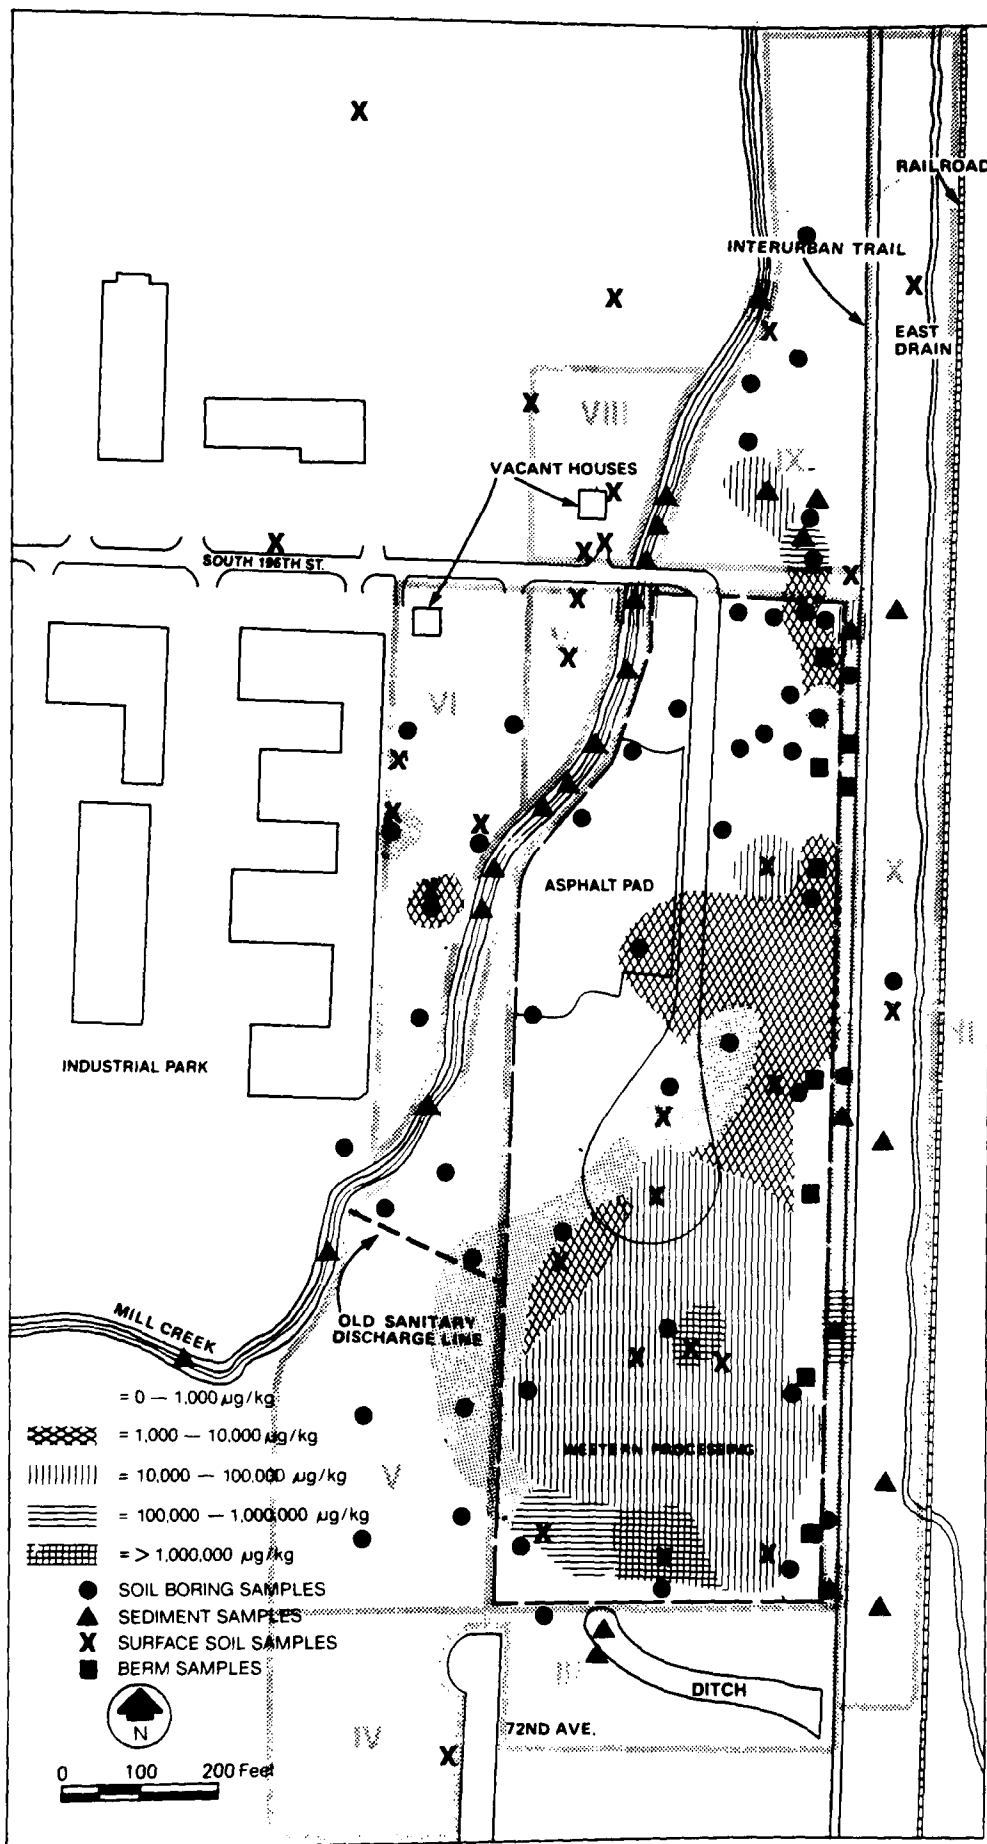 X
RAILROAD
INTERURBAN TRAIL
X
X
EAST
DRAIN
X
X
VIII
VACANT HOUSES
IX
X
X
X
X
SOUTH 196TH ST.
X
X
X
VI
X
X
X
X
X
X
ASPHALT PAD
X
X
XI
X
X
INDUSTRIAL PARK
X
X
MILL CREEK
OLD SANITARY
DISCHARGE LINE
X
X
X
= 0 — 1,000 µg/kg
= 1,000 — 10,000 µg/kg
WESTERN PROCESSING
= 10,000 — 100,000 µg/kg
V
= 100,000 — 1,000,000 µg/kg
X
= > 1,000,000 µg/kg
X
X
SOIL BORING SAMPLES
SEDIMENT SAMPLES
X SURFACE SOIL SAMPLES
BERM SAMPLES
DITCH
N
72ND AVE.
IV
X
0 100 200 Feet